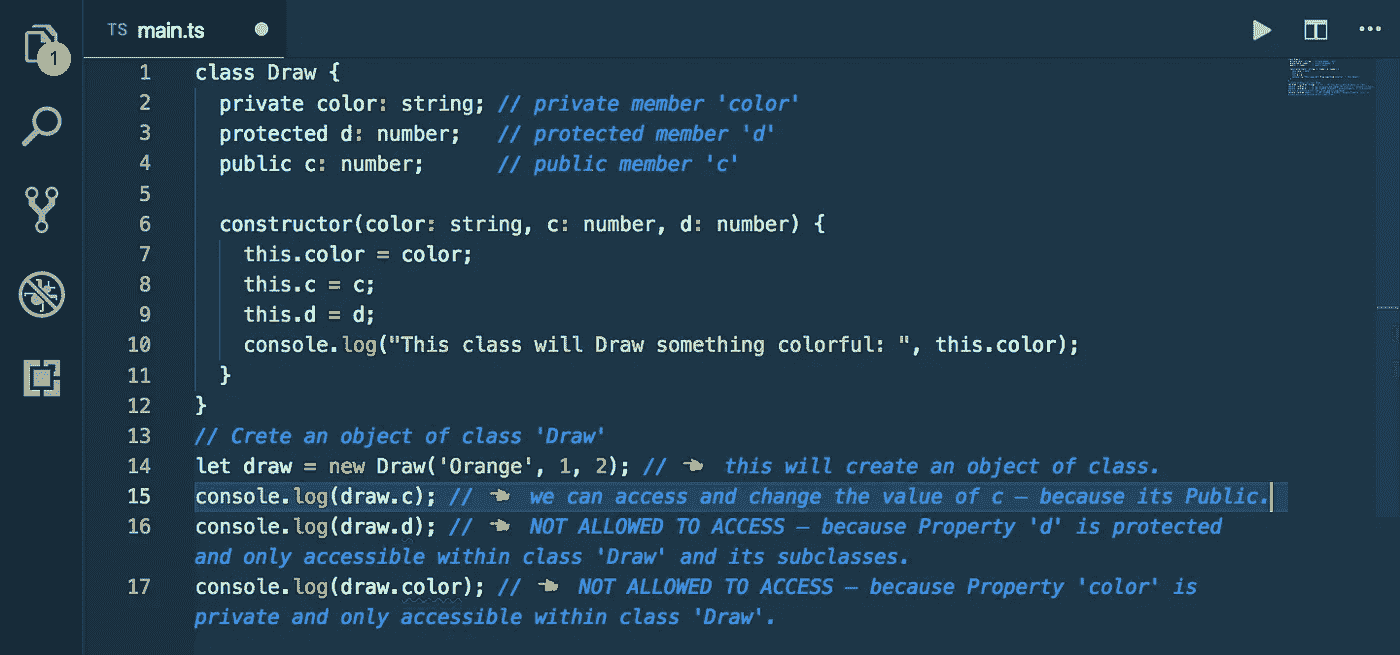 1
TS main.ts
1 class Draw {
2 private color: string; // private member 'color'
3 protected d: number; // protected member 'd'
4 public c: number; // public member 'c'
5
6 constructor(color: string, c: number, d: number) {
7 this.color = color;
8 this.c = c;
9 this.d = d;
10 console.log("This class will Draw something colorful: ", this.color);
11 }
12 }
13 // Crete an object of class 'Draw'
14 let draw = new Draw('Orange', 1, 2); // 👈 this will create an object of class.
15 console.log(draw.c); // 👈 we can access and change the value of c — because its Public.
16 console.log(draw.d); // 👈 NOT ALLOWED TO ACCESS — because Property 'd' is protected
and only accessible within class 'Draw' and its subclasses.
17 console.log(draw.color); // 👈 NOT ALLOWED TO ACCESS — because Property 'color' is
private and only accessible within class 'Draw'.